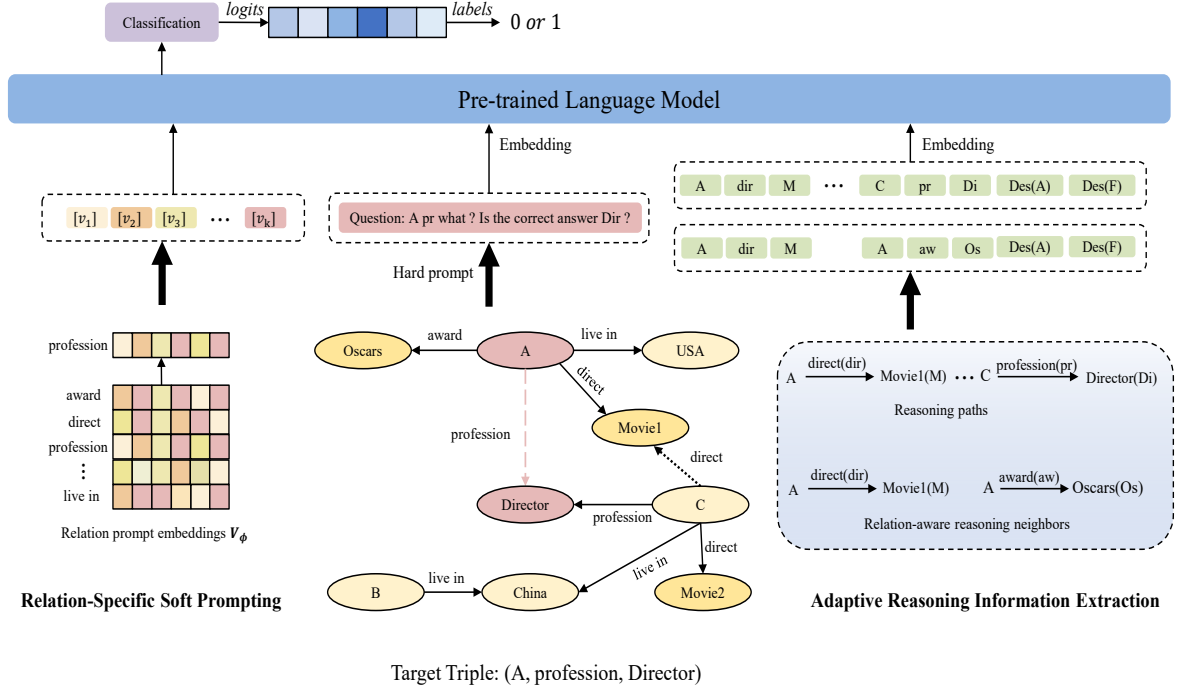 Classification
logits
labels
0 or 1
Pre-trained Language Model
Embedding
Embedding
[v1] [v2] [v3] ••• [vk]
Question: A pr what ? Is the correct answer Dir ?
A dir M ••• C pr Di Des(A) Des(F)
A dir M A aw Os Des(A) Des(F)
Hard prompt
profession
award
direct
profession
⋮
live in
Relation prompt embeddings Vϕ
Relation-Specific Soft Prompting
Oscars
award
A
live in
USA
direct
Movie1
profession
direct
Director
profession
C
direct
live in
B
live in
China
Movie2
A direct(dir) Movie1(M) ••• C profession(pr) Director(Di)
Reasoning paths
A direct(dir) Movie1(M) A award(aw) Oscars(Os)
Relation-aware reasoning neighbors
Adaptive Reasoning Information Extraction
Target Triple: (A, profession, Director)